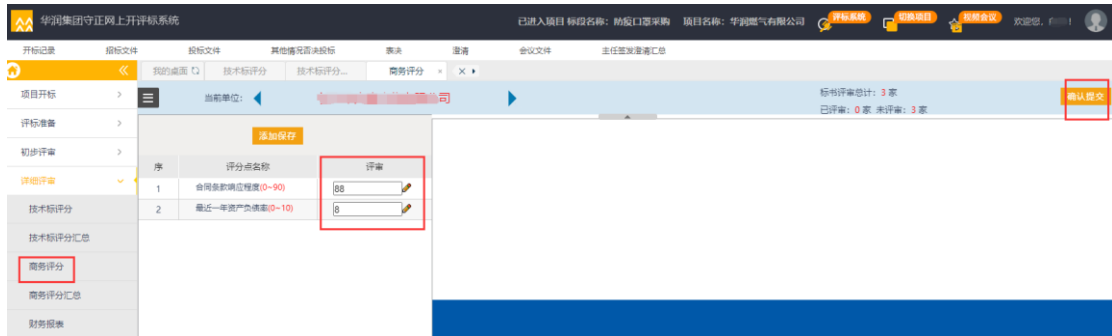 华润集团守正网上开评标系统 已进入项目 标段名称：防疫口罩采购 项目名称：华润燃气有限公司 评标系统 切换项目 视频会议 欢迎您，
开标记录 招标文件 投标文件 其他情况否决投标 表决 澄清 会议文件 主任签发澄清汇总
我的桌面 技术标评分 技术标评分... 商务评分 ×
项目开标
评标准备
初步评审
详细评审
技术标评分
技术标评分汇总
商务评分
商务评分汇总
财务报表
当前单位： 公司
标书评审总计：3 家
已评审：0 家 未评审：3 家
确认提交
添加保存
序 评分点名称 评审
1 合同条款响应程度(0~90) 88
2 最近一年资产负债率(0~10) 8